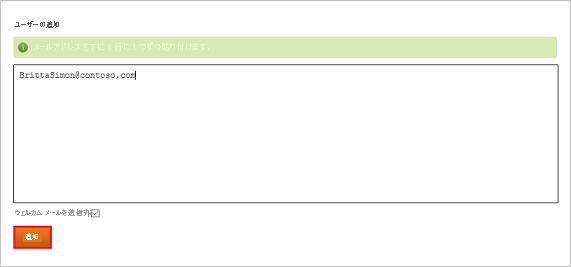 ユーザーの追加
メールアドレスを下に 1 行に 1 つずつ貼り付けます。
BrittaSimon@contoso.com
ウェルカム メールを送信する
追加